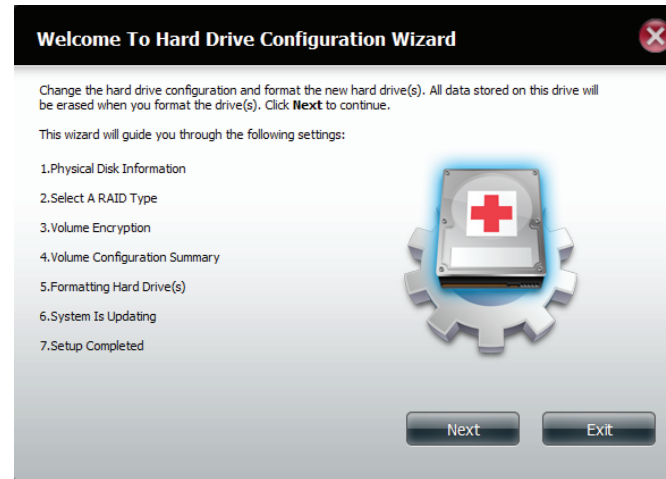 Welcome To Hard Drive Configuration Wizard
Change the hard drive configuration and format the new hard drive(s). All data stored on this drive will
be erased when you format the drive(s). Click Next to continue.
This wizard will guide you through the following settings:
1.Physical Disk Information
2.Select A RAID Type
3.Volume Encryption
4.Volume Configuration Summary
5.Formatting Hard Drive(s)
6.System Is Updating
7.Setup Completed
Next
Exit